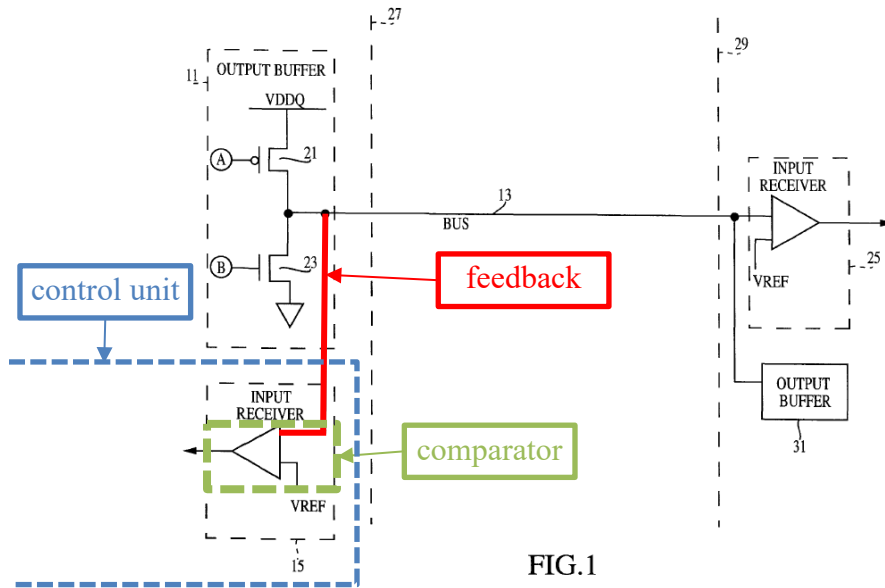 27
29
11
OUTPUT BUFFER
VDDQ
A
21
INPUT
RECEIVER
13
BUS
B
23
feedback
VREF
25
control unit
INPUT
RECEIVER
OUTPUT
BUFFER
31
comparator
VREF
15
FIG.1